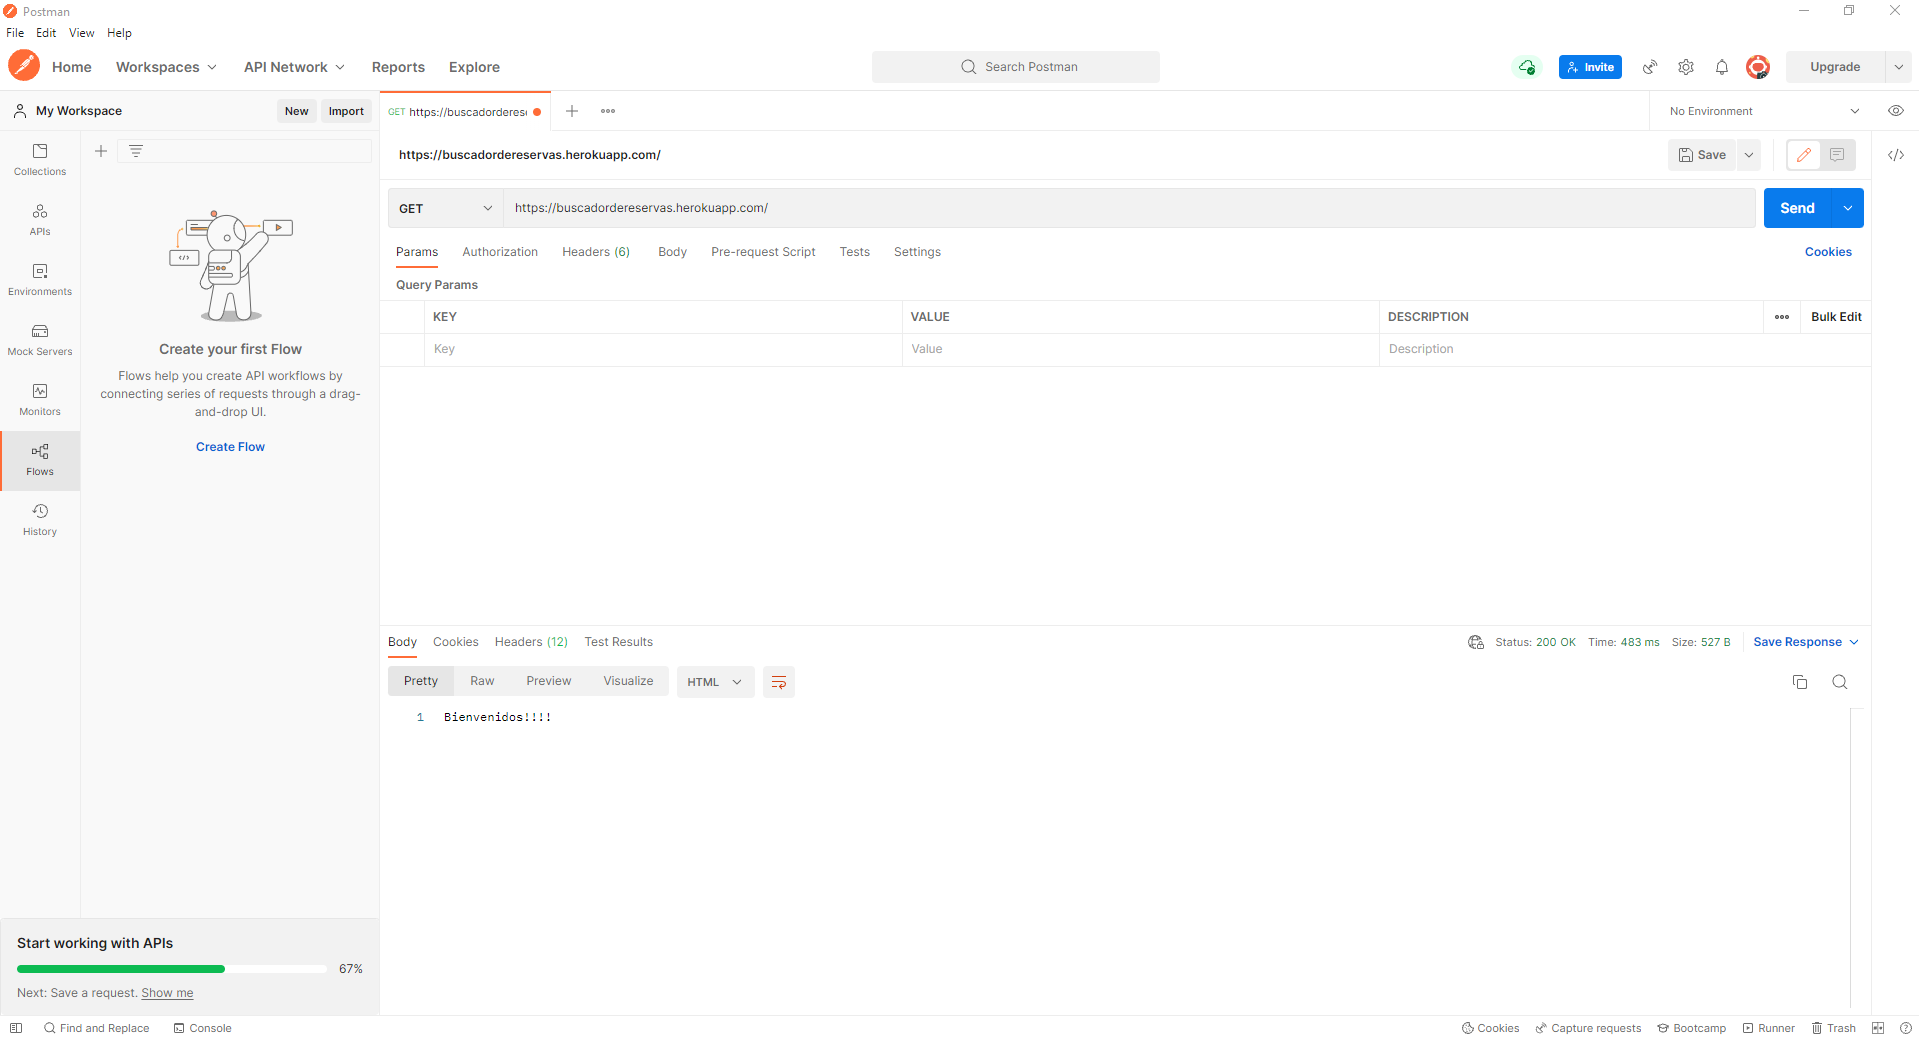 Postman
File Edit View Help
Home Workspaces API Network Reports Explore
Search Postman
Invite
Upgrade
My Workspace
New Import
GET https://buscadorderese
No Environment
Collections
APIs
Environments
Mock Servers
Monitors
Flows
History
</>
Create your first Flow
Flows help you create API workflows by
connecting series of requests through a drag-
and-drop UI.
Create Flow
https://buscadordereservas.herokuapp.com/
Save
</>
GET https://buscadordereservas.herokuapp.com/
Send
Params Authorization Headers (6) Body Pre-request Script Tests Settings
Cookies
Query Params
KEY VALUE DESCRIPTION
Bulk Edit
Key Value Description
Body Cookies Headers (12) Test Results
Status: 200 OK Time: 483 ms Size: 527 B
Save Response
Pretty Raw Preview Visualize HTML
1 Bienvenidos!!!!
Start working with APIs
67%
Next: Save a request. Show me
Find and Replace Console
Cookies Capture requests Bootcamp Runner Trash